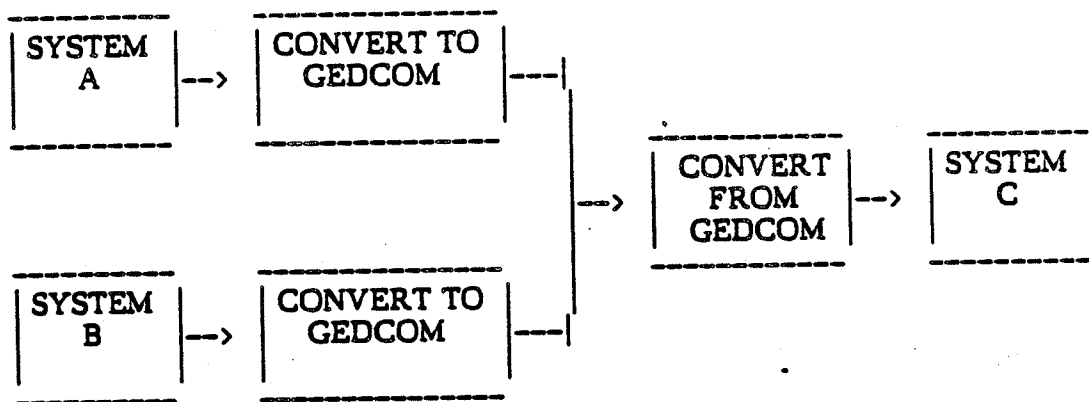 SYSTEM
A
CONVERT TO
GEDCOM
CONVERT
FROM
GEDCOM
SYSTEM
C
SYSTEM
B
CONVERT TO
GEDCOM